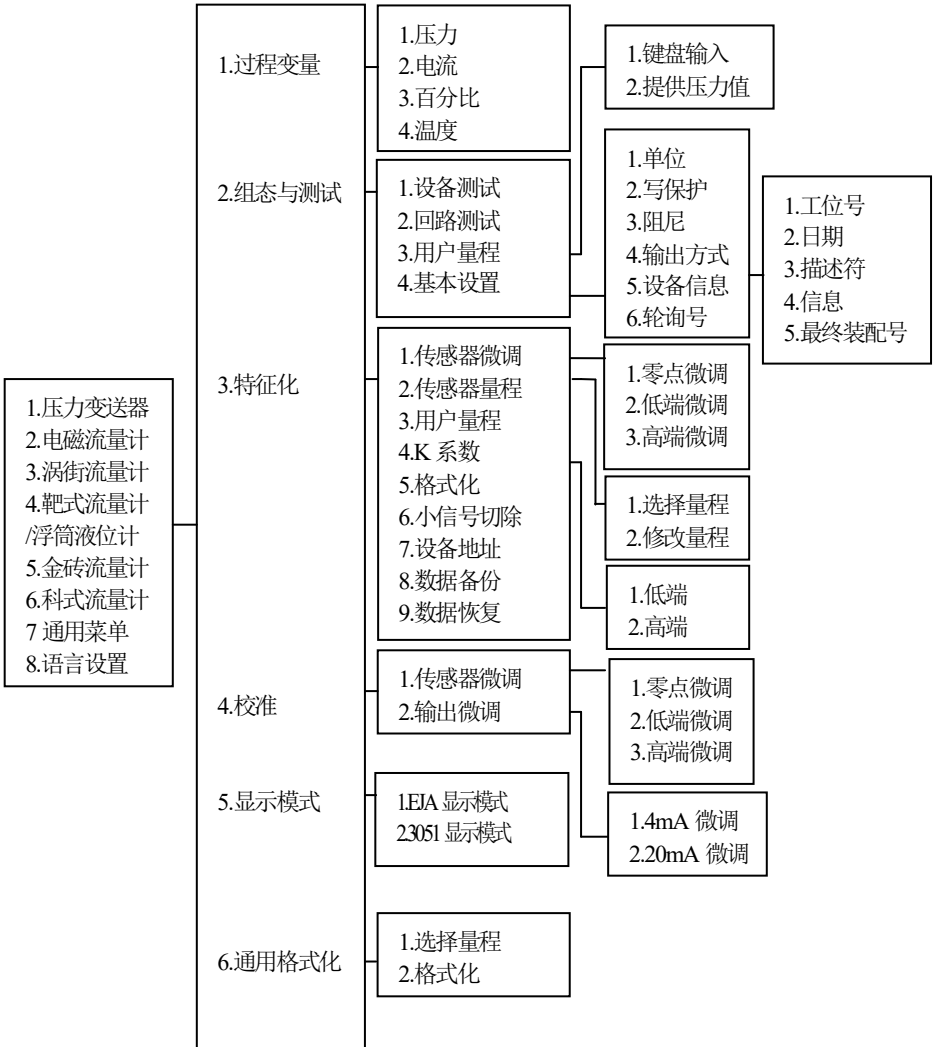 1.压力变送器
2.电磁流量计
3.涡街流量计
4.靶式流量计
/浮筒液位计
5.金砖流量计
6.科式流量计
7 通用菜单
8.语言设置
1.过程变量
2.组态与测试
3.特征化
4.校准
5.显示模式
6.通用格式化
1.压力
2.电流
3.百分比
4.温度
1.设备测试
2.回路测试
3.用户量程
4.基本设置
1.键盘输入
2.提供压力值
1.单位
2.写保护
3.阻尼
4.输出方式
5.设备信息
6.轮询号
1.工位号
2.日期
3.描述符
4.信息
5.最终装配号
1.传感器微调
2.传感器量程
3.用户量程
4.K 系数
5.格式化
6.小信号切除
7.设备地址
8.数据备份
9.数据恢复
1.零点微调
2.低端微调
3.高端微调
1.选择量程
2.修改量程
1.低端
2.高端
1.传感器微调
2.输出微调
1.零点微调
2.低端微调
3.高端微调
1.4mA 微调
2.20mA 微调
1.EJA 显示模式
2.3051 显示模式
1.选择量程
2.格式化